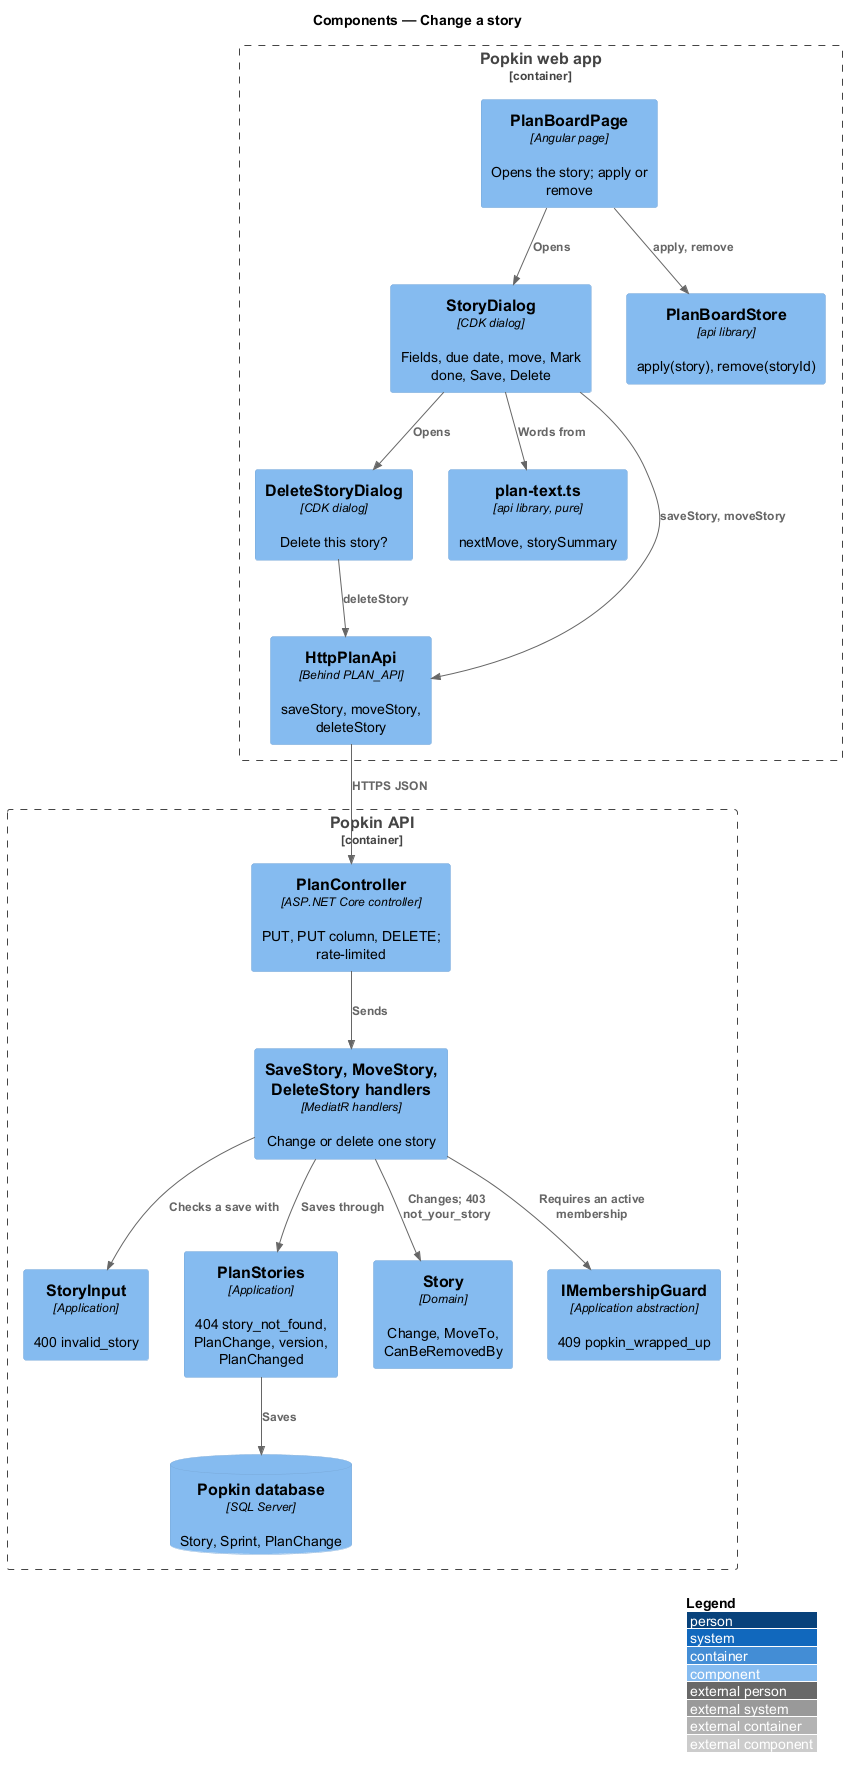 Components — Change a story
Popkin web app
[container]
PlanBoardPage
[Angular page]
Opens the story; apply or
remove
Opens
apply, remove
StoryDialog
[CDK dialog]
Fields, due date, move, Mark
done, Save, Delete
PlanBoardStore
[api library]
apply(story), remove(storyId)
Opens
Words from
saveStory, moveStory
DeleteStoryDialog
[CDK dialog]
Delete this story?
plan-text.ts
[api library, pure]
nextMove, storySummary
deleteStory
HttpPlanApi
[Behind PLAN_API]
saveStory, moveStory,
deleteStory
HTTPS JSON
Popkin API
[container]
PlanController
[ASP.NET Core controller]
PUT, PUT column, DELETE;
rate-limited
Sends
SaveStory, MoveStory,
DeleteStory handlers
[MediatR handlers]
Change or delete one story
Checks a save with
Saves through
Changes; 403
not_your_story
Requires an active
membership
StoryInput
[Application]
400 invalid_story
PlanStories
[Application]
404 story_not_found,
PlanChange, version,
PlanChanged
Story
[Domain]
Change, MoveTo,
CanBeRemovedBy
IMembershipGuard
[Application abstraction]
409 popkin_wrapped_up
Saves
Popkin database
[SQL Server]
Story, Sprint, PlanChange
Legend
person
system
container
component
external person
external system
external container
external component